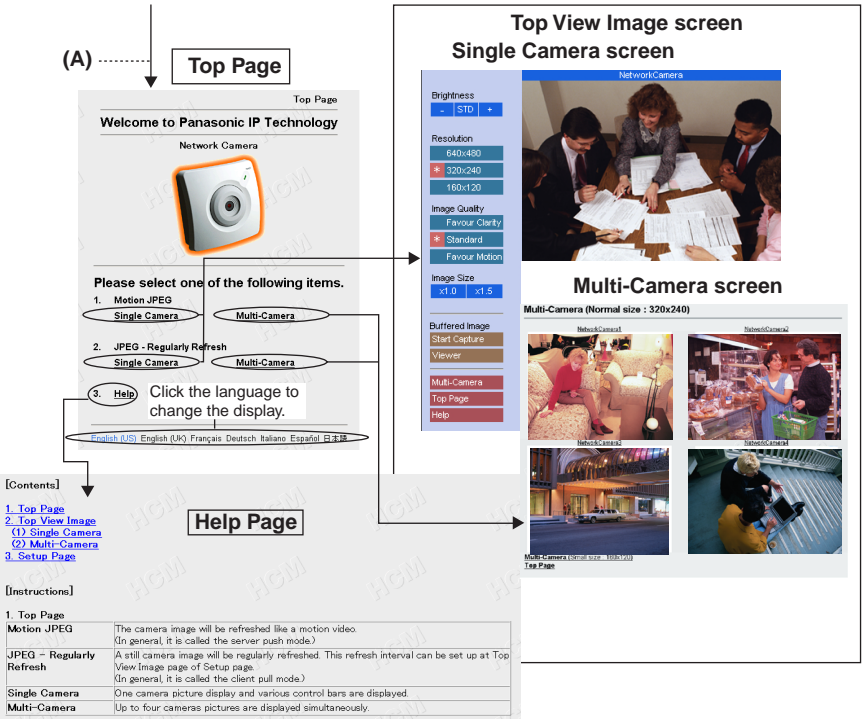 (A)
Top Page
Top Page
Welcome to Panasonic IP Technology
Network Camera
Please select one of the following items.
1. Motion JPEG
Single Camera Multi-Camera
2. JPEG - Regularly Refresh
Single Camera Multi-Camera
3. Help
Click the language to
change the display.
English (US) English (UK) Français Deutsch Italiano Español 日本語
Top View Image screen
Single Camera screen
NetworkCamera
Brightness
- STD +
Resolution
640x480
* 320x240
160x120
Image Quality
Favour Clarity
* Standard
Favour Motion
Image Size
x1.0 x1.5
Buffered Image
Start Capture
Viewer
Multi-Camera
Top Page
Help
Multi-Camera screen
Multi-Camera (Normal size : 320x240)
NetworkCamera1 NetworkCamera2
NetworkCamera3 NetworkCamera4
Multi-Camera (Small size : 160x120)
Top Page
Help Page
[Contents]
1. Top Page
2. Top View Image
(1) Single Camera
(2) Multi-Camera
3. Setup Page
[Instructions]
1. Top Page
Motion JPEG The camera image will be refreshed like a motion video.
(In general, it is called the server push mode.)
JPEG - Regularly Refresh A still camera image will be regularly refreshed. This refresh interval can be set up at Top
View Image page of Setup page.
(In general, it is called the client pull mode.)
Single Camera One camera picture display and various control bars are displayed.
Multi-Camera Up to four cameras pictures are displayed simultaneously.
HCM